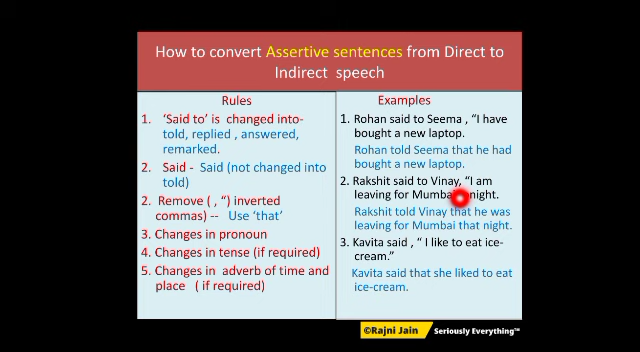 How to convert Assertive sentences from Direct to
Indirect speech
Rules
1. 'Said to' is changed into-
told, replied , answered,
remarked.
2. Said - Said (not changed into
told)
2. Remove ( , ") inverted
commas) -- Use 'that'
3. Changes in pronoun
4. Changes in tense (if required)
5. Changes in adverb of time and
place ( if required)
Examples
1. Rohan said to Seema , "I have
bought a new laptop.
Rohan told Seema that he had
bought a new laptop.
2. Rakshit said to Vinay, "I am
leaving for Mumbai night.
Rakshit told Vinay that he was
leaving for Mumbai that night.
3. Kavita said , " I like to eat ice-
cream."
Kavita said that she liked to eat
ice-cream.
©Rajni Jain Seriously Everything™